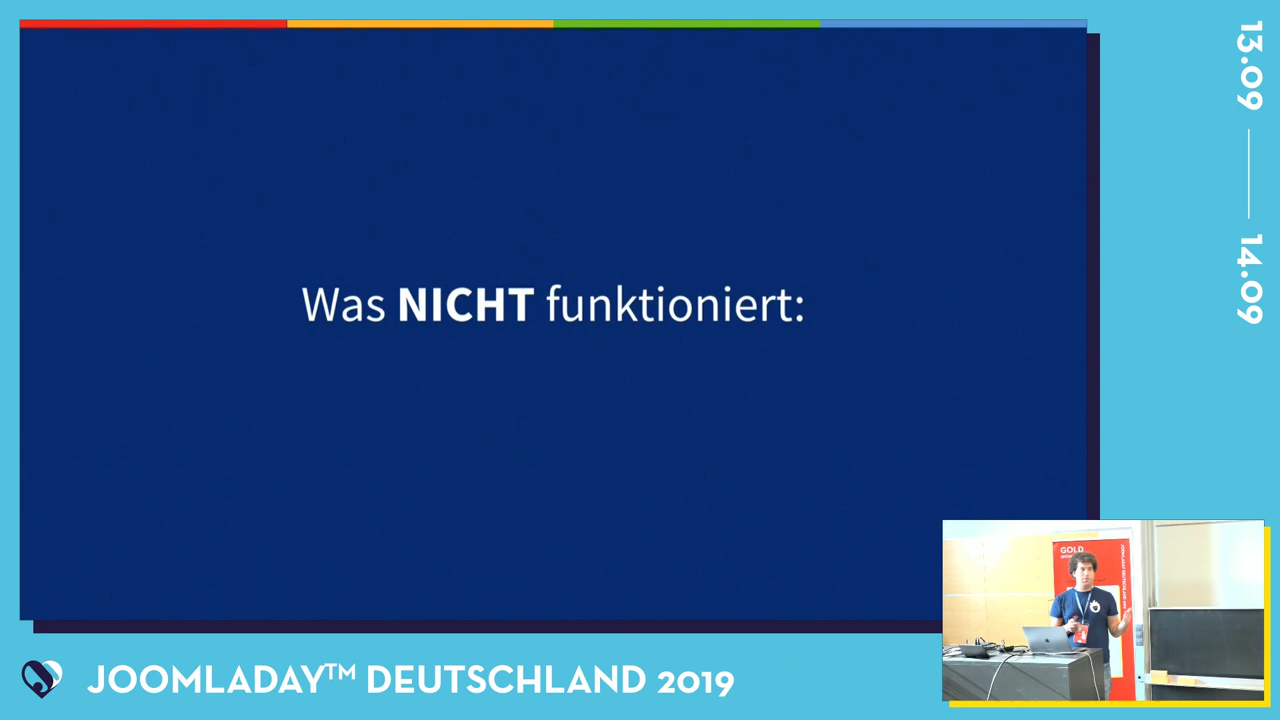 Was NICHT funktioniert:
13.09
14.09
GOLD
JOOMLADAY™ DEUTSCHLAND 2019